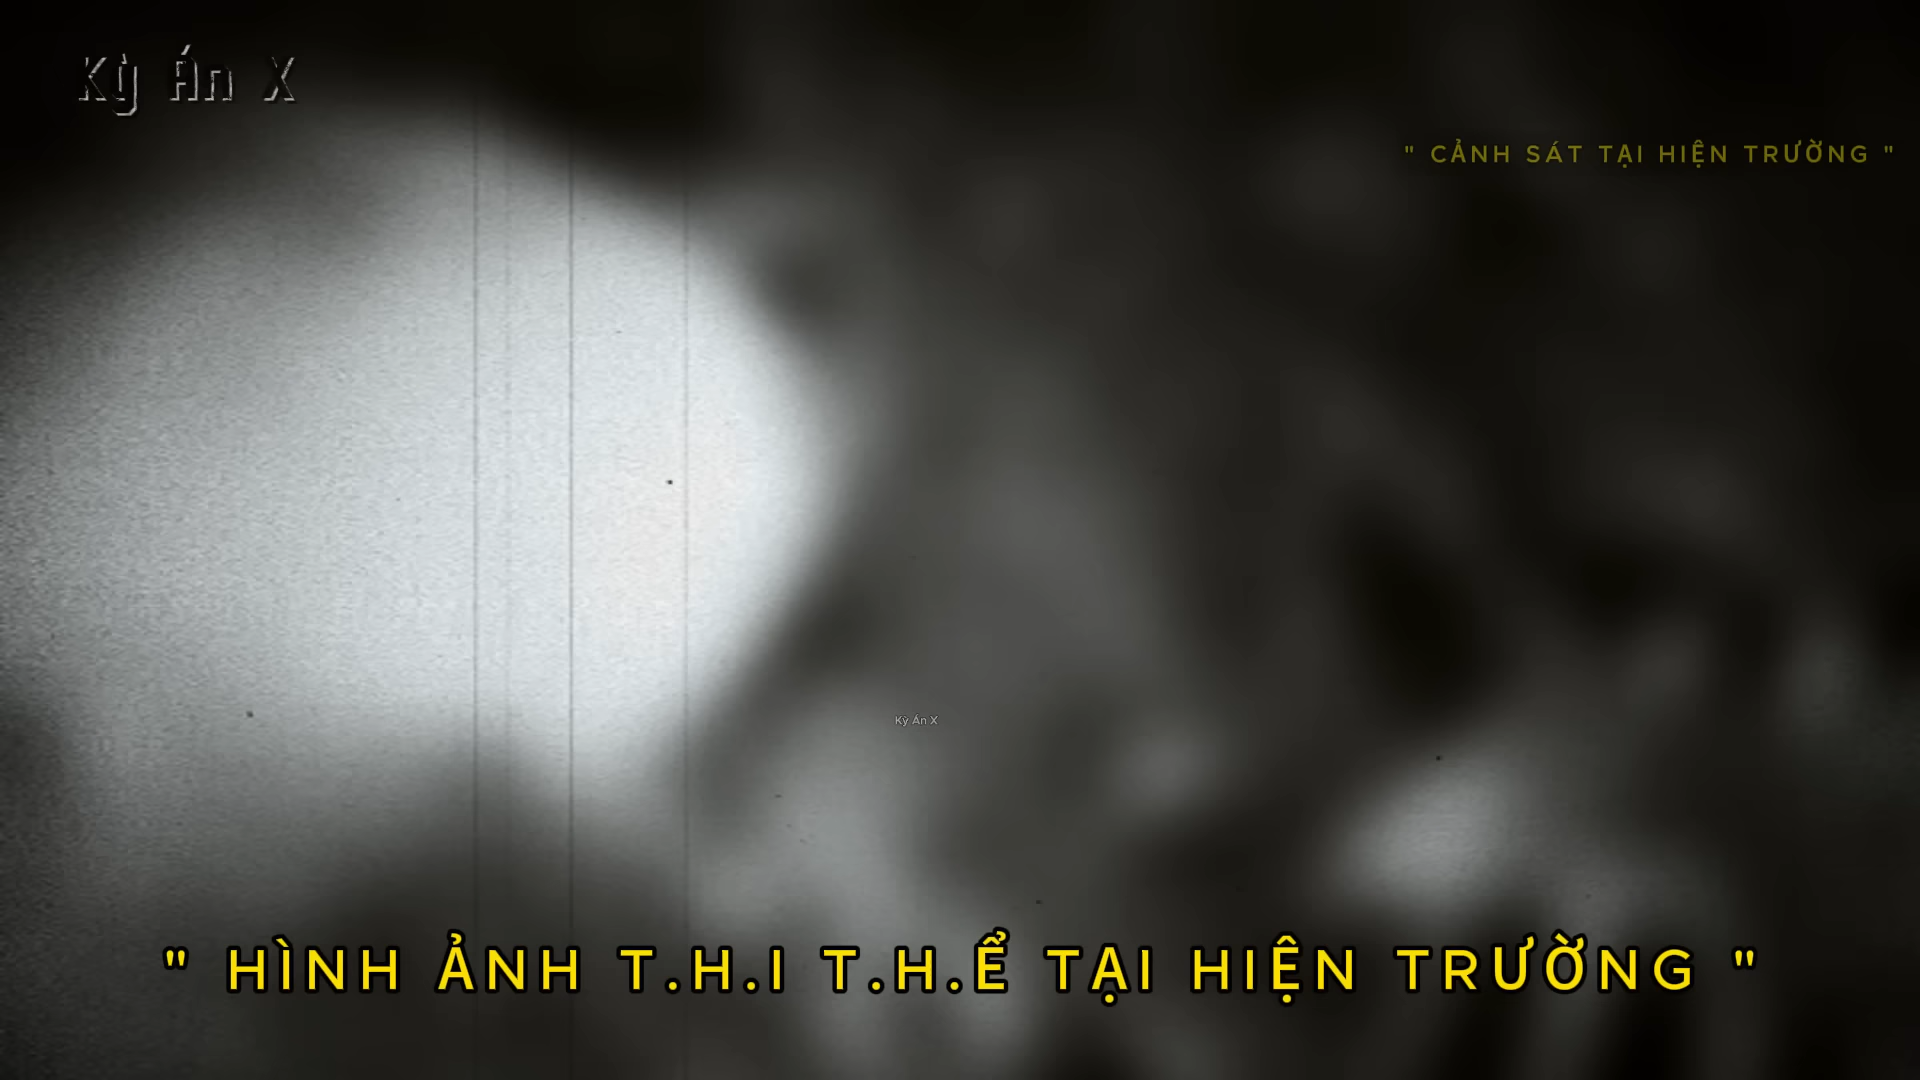 Kỳ Án X
" CẢNH SÁT TẠI HIỆN TRƯỜNG "
Kỳ Án X
" HÌNH ẢNH T.H.I T.H.Ể TẠI HIỆN TRƯỜNG "